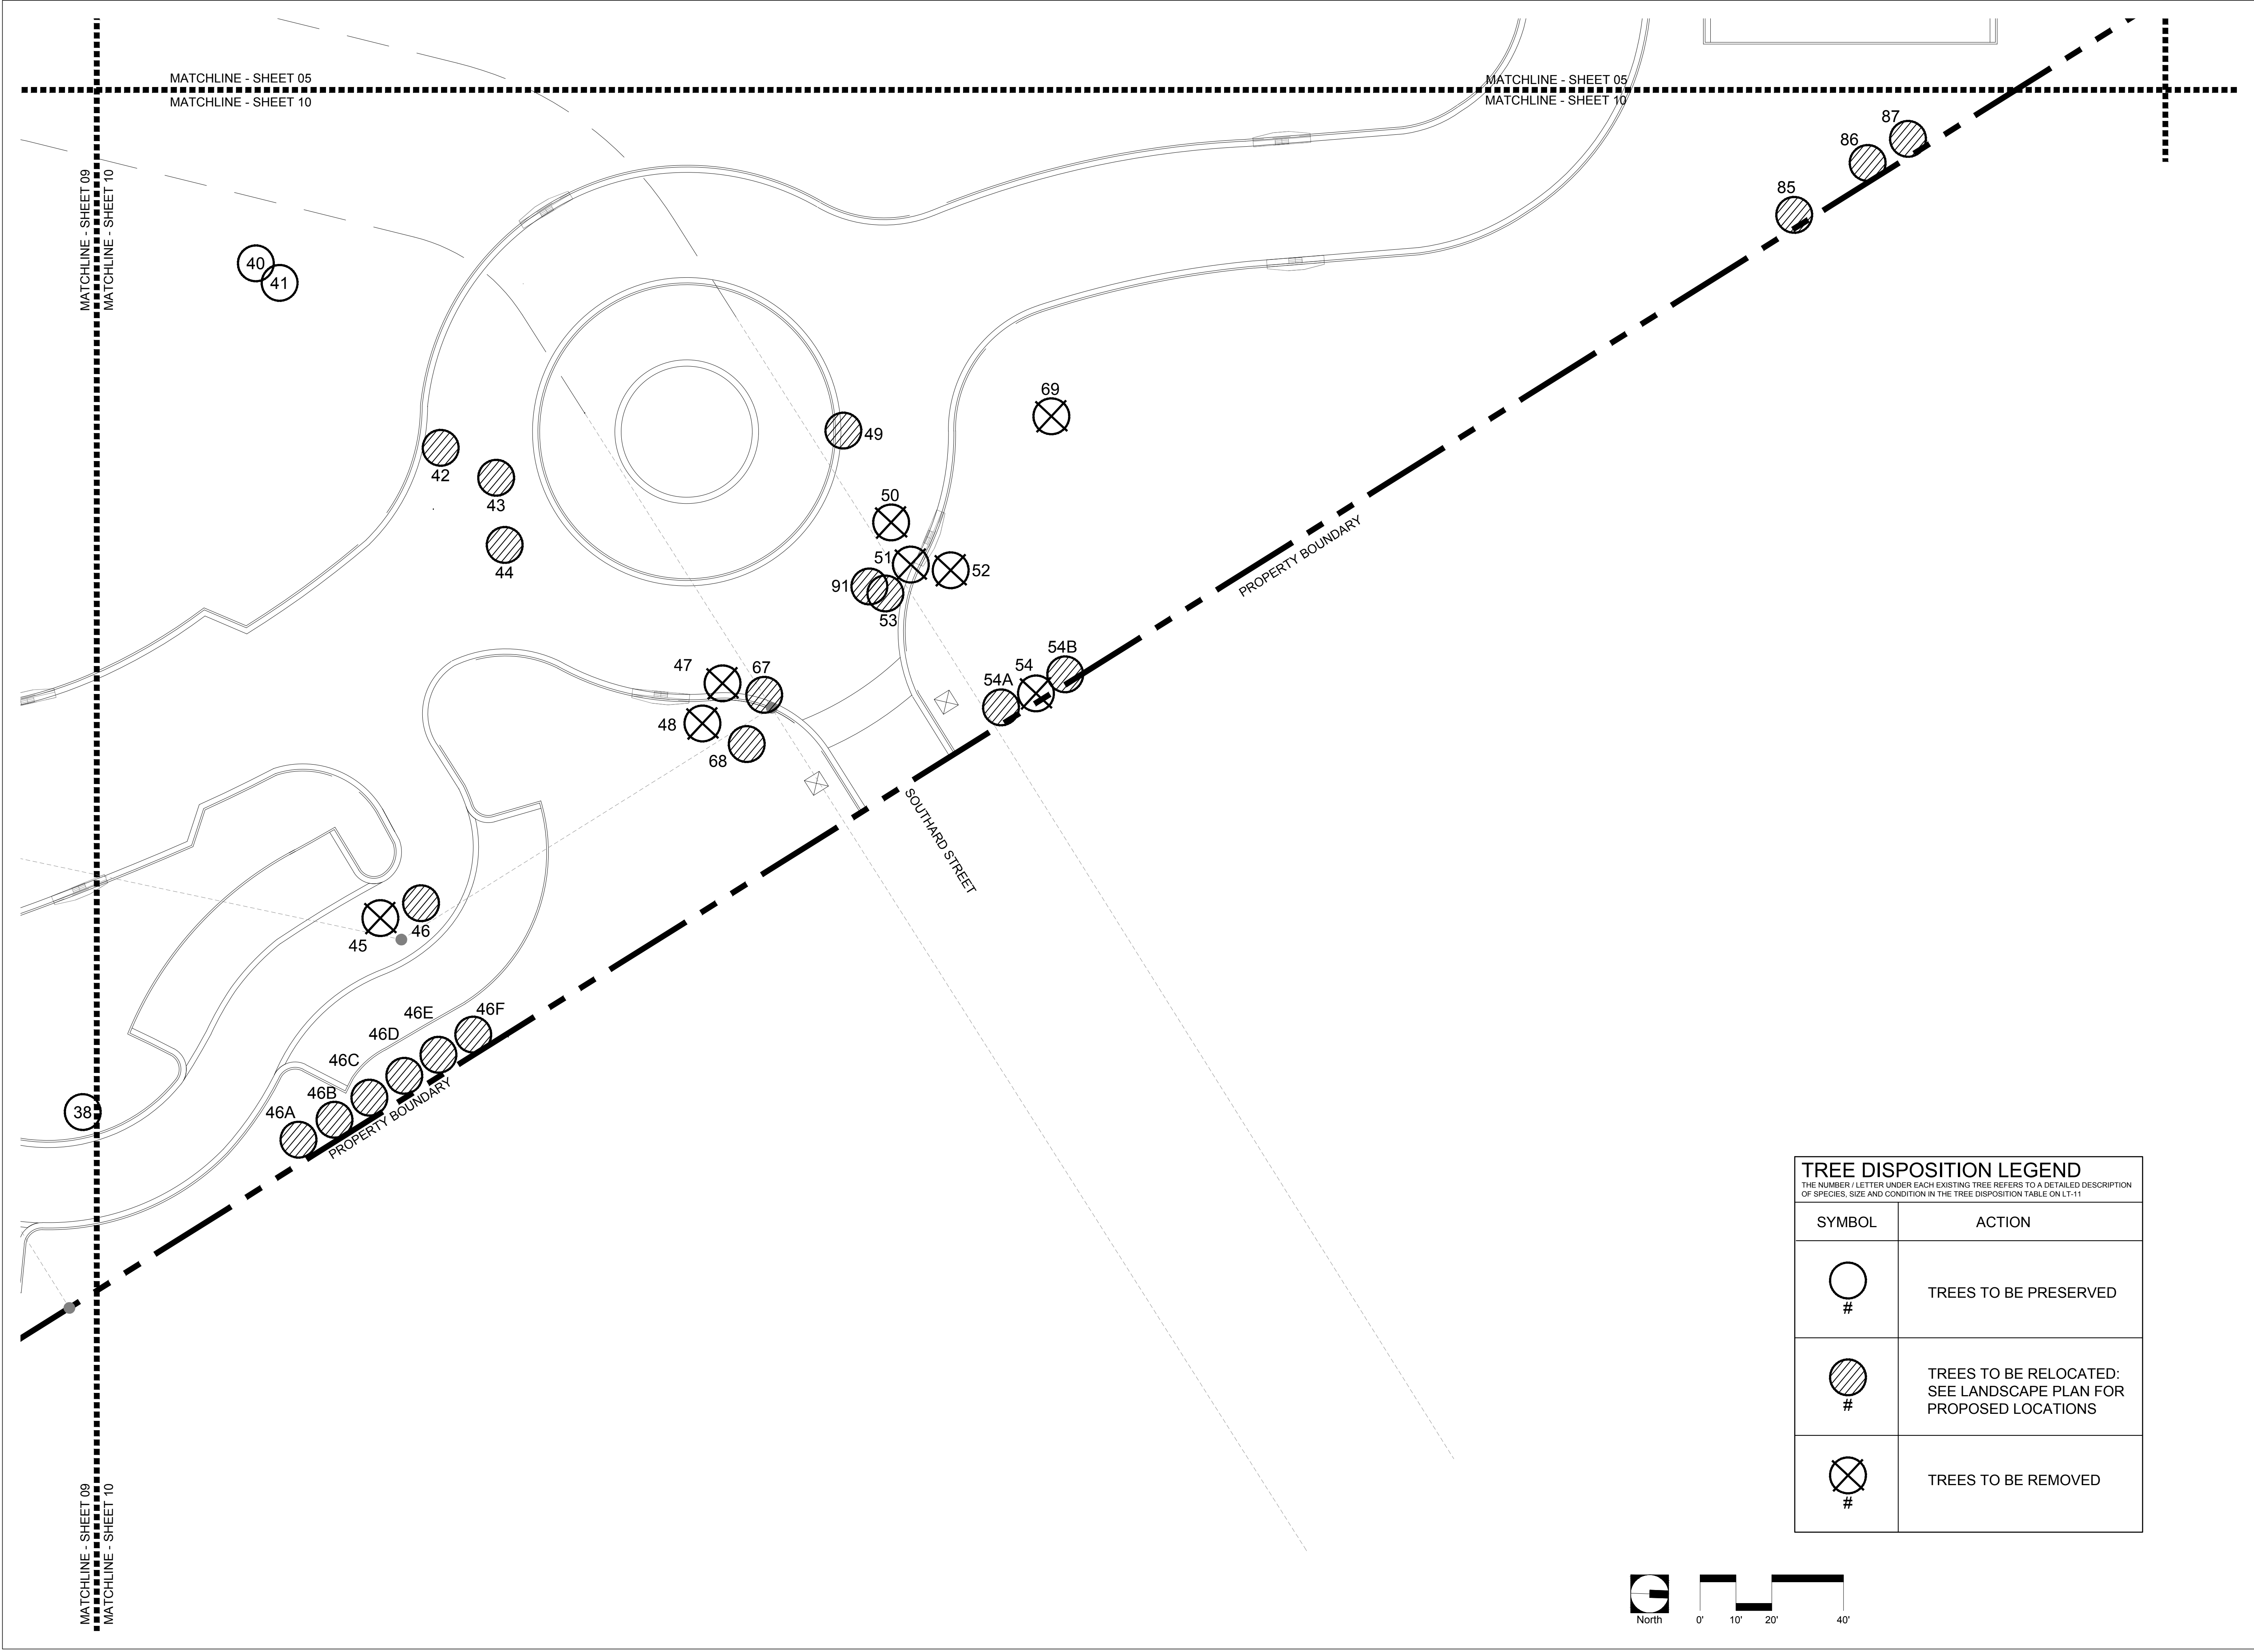 MATCHLINE - SHEET 05
MATCHLINE - SHEET 10
MATCHLINE - SHEET 05
MATCHLINE - SHEET 10
MATCHLINE - SHEET 09
MATCHLINE - SHEET 10
87
86
85
40
41
69
42
43
44
49
50
51
52
91
53
PROPERTY BOUNDARY
47
67
48
68
54A
54
54B
SOUTHARD STREET
45
46
46A
46B
46C
46D
46E
46F
PROPERTY BOUNDARY
38
MATCHLINE - SHEET 09
MATCHLINE - SHEET 10
TREE DISPOSITION LEGEND
THE NUMBER / LETTER UNDER EACH EXISTING TREE REFERS TO A DETAILED DESCRIPTION
OF SPECIES, SIZE AND CONDITION IN THE TREE DISPOSITION TABLE ON LT-11
SYMBOL
ACTION
#
TREES TO BE PRESERVED
#
TREES TO BE RELOCATED:
SEE LANDSCAPE PLAN FOR
PROPOSED LOCATIONS
#
TREES TO BE REMOVED
North
0' 10' 20' 40'